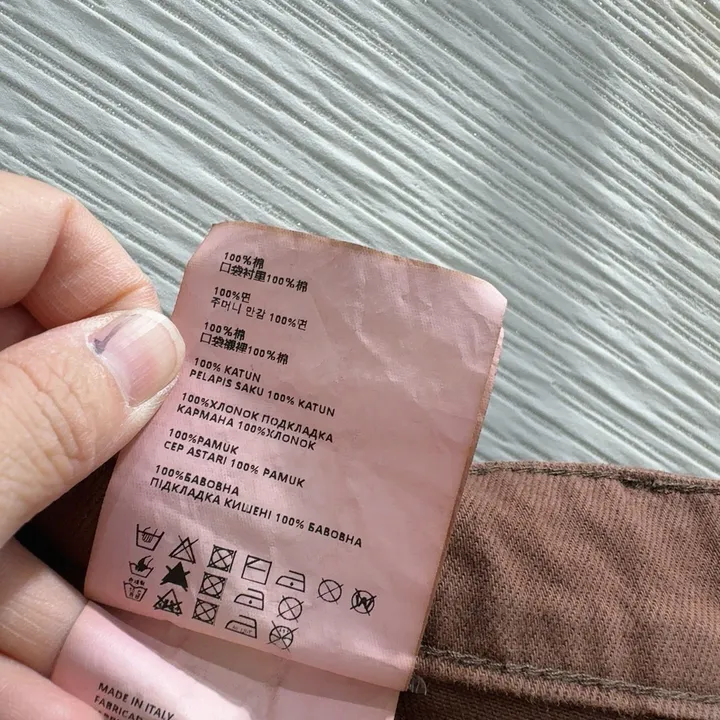 100%棉
口袋衬里100%棉
100%면
주머니 안감 100%면
100%棉
口袋襯裡100%棉
100% KATUN
PELAPIS SAKU 100% KATUN
100%ХЛОПОК ПОДКЛАДКА
КАРМАНА 100%ХЛОПОК
100%PAMUK
CEP ASTARI 100% PAMUK
100%БАВОВНА
ПІДКЛАДКА КИШЕНІ 100% БАВОВНА
MADE IN ITALY